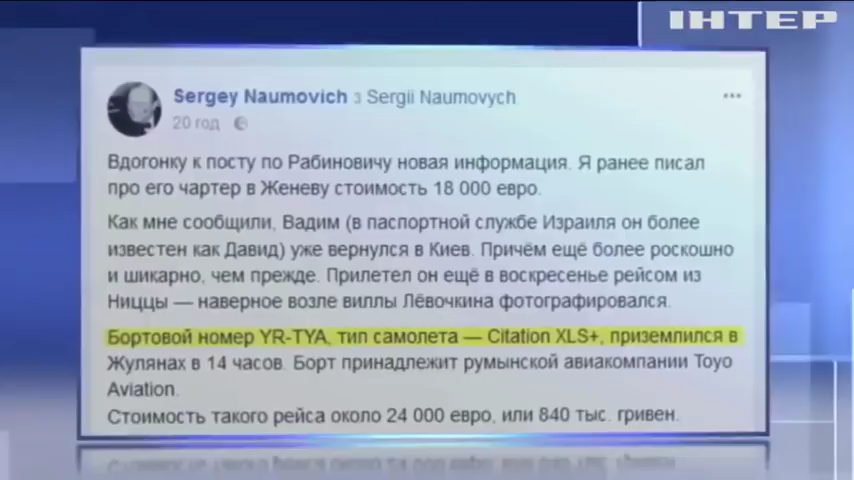 ІНТЕР
Sergey Naumovich з Sergii Naumovych
20 год
Вдогонку к посту по Рабиновичу новая информация. Я ранее писал
про его чартер в Женеву стоимость 18 000 евро.
Как мне сообщили, Вадим (в паспортной службе Израиля он более
известен как Давид) уже вернулся в Киев. Причём ещё более роскошно
и шикарно, чем прежде. Прилетел он ещё в воскресенье рейсом из
Ниццы — наверное возле виллы Лёвочкина фотографировался.
Бортовой номер YR-TYA, тип самолета — Citation XLS+, приземлился в
Жулянах в 14 часов. Борт принадлежит румынской авиакомпании Toyo
Aviation.
Стоимость такого рейса около 24 000 евро, или 840 тыс. гривен.